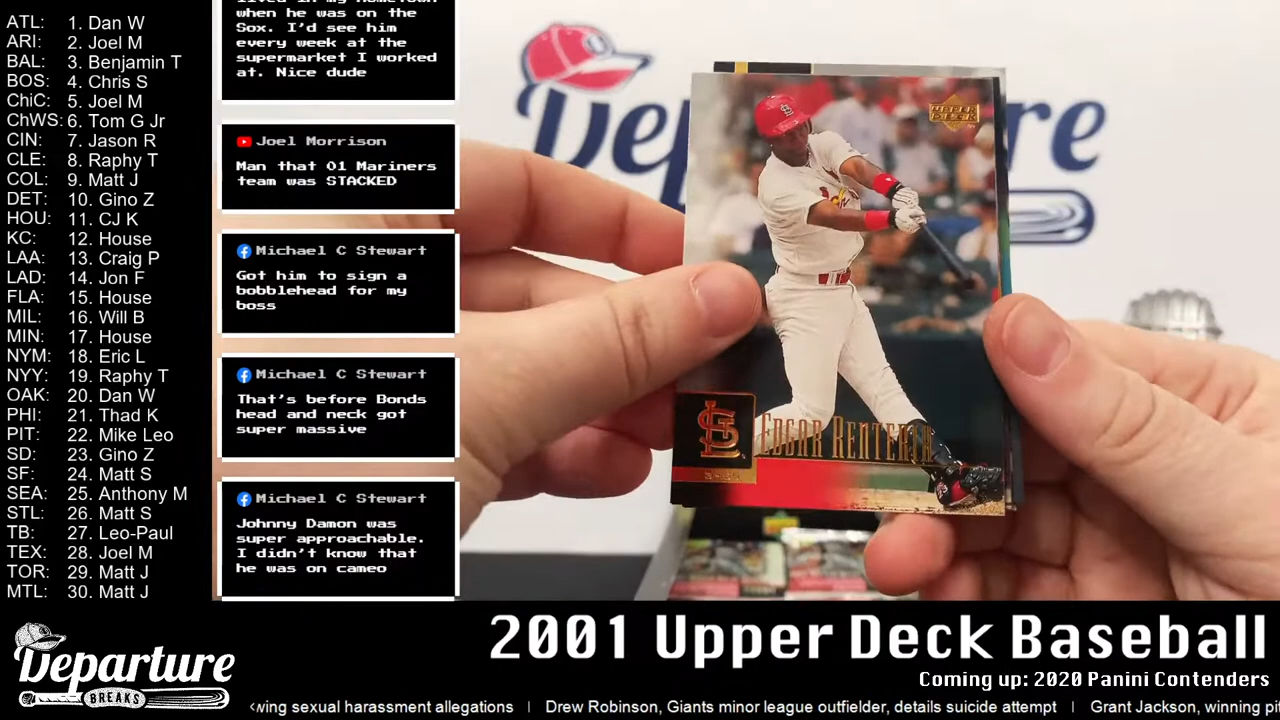 ATL: 1. Dan W
ARI: 2. Joel M
BAL: 3. Benjamin T
BOS: 4. Chris S
ChiC: 5. Joel M
ChWS: 6. Tom G Jr
CIN: 7. Jason R
CLE: 8. Raphy T
COL: 9. Matt J
DET: 10. Gino Z
HOU: 11. CJ K
KC: 12. House
LAA: 13. Craig P
LAD: 14. Jon F
FLA: 15. House
MIL: 16. Will B
MIN: 17. House
NYM: 18. Eric L
NYY: 19. Raphy T
OAK: 20. Dan W
PHI: 21. Thad K
PIT: 22. Mike Leo
SD: 23. Gino Z
SF: 24. Matt S
SEA: 25. Anthony M
STL: 26. Matt S
TB: 27. Leo-Paul
TEX: 28. Joel M
TOR: 29. Matt J
MTL: 30. Matt J
lived in my hometown
when he was on the
Sox. I'd see him
every week at the
supermarket I worked
at. Nice dude
Joel Morrison
Man that 01 Mariners
team was STACKED
Michael C Stewart
Got him to sign a
bobblehead for my
boss
Michael C Stewart
That's before Bonds
head and neck got
super massive
Michael C Stewart
Johnny Damon was
super approachable.
I didn't know that
he was on cameo
UPPER
DECK
STL
EDGAR RENTERIA
Departure
BREAKS
2001 Upper Deck Baseball
Coming up: 2020 Panini Contenders
wing sexual harassment allegations | Drew Robinson, Giants minor league outfielder, details suicide attempt | Grant Jackson, winning pi